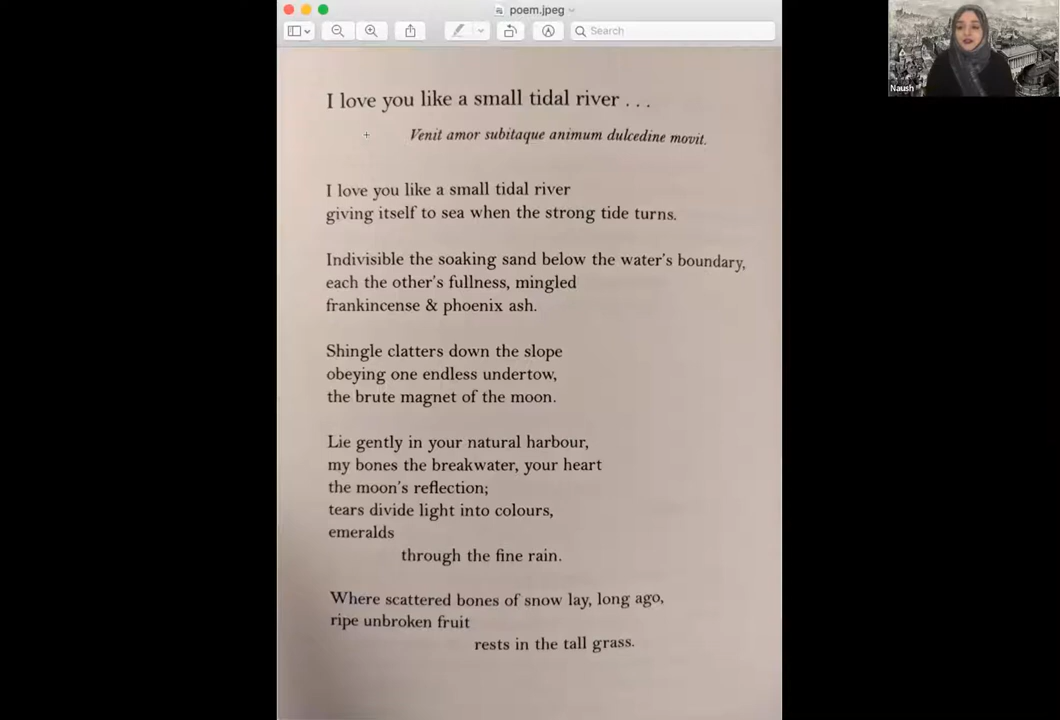 poem.jpeg
Search
Naush
I love you like a small tidal river . . .
Venit amor subitaque animum dulcedine movit.
I love you like a small tidal river
giving itself to sea when the strong tide turns.
Indivisible the soaking sand below the water's boundary,
each the other's fullness, mingled
frankincense & phoenix ash.
Shingle clatters down the slope
obeying one endless undertow,
the brute magnet of the moon.
Lie gently in your natural harbour,
my bones the breakwater, your heart
the moon's reflection;
tears divide light into colours,
emeralds
through the fine rain.
Where scattered bones of snow lay, long ago,
ripe unbroken fruit
rests in the tall grass.